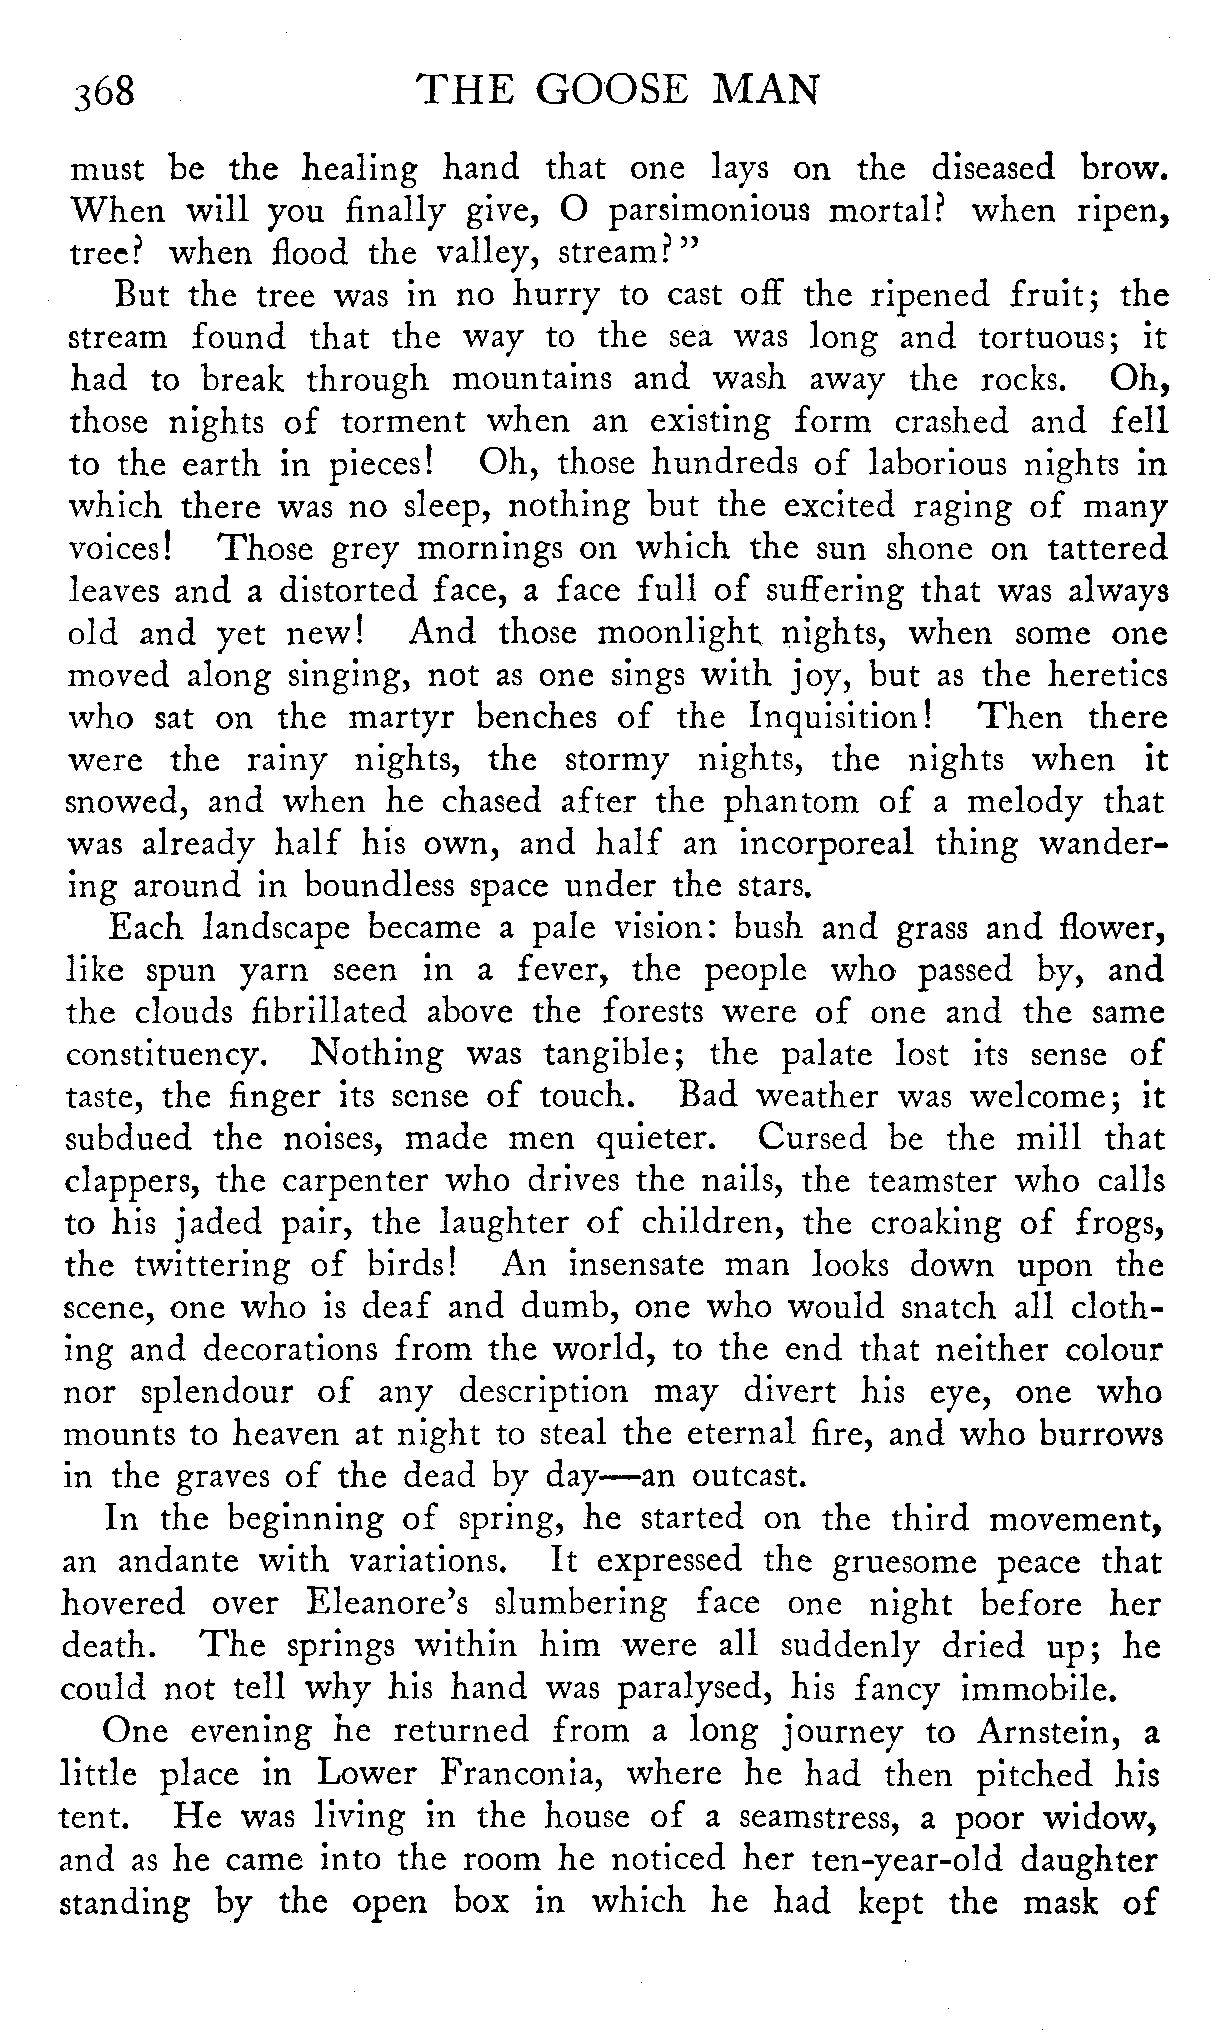 368 THE GOOSE MAN
must be the healing hand that one lays on the diseased brow.
When will you finally give, O parsimonious mortal? when ripen,
tree? when flood the valley, stream?"
But the tree was in no hurry to cast off the ripened fruit; the
stream found that the way to the sea was long and tortuous; it
had to break through mountains and wash away the rocks. Oh,
those nights of torment when an existing form crashed and fell
to the earth in pieces! Oh, those hundreds of laborious nights in
which there was no sleep, nothing but the excited raging of many
voices! Those grey mornings on which the sun shone on tattered
leaves and a distorted face, a face full of suffering that was always
old and yet new! And those moonlight nights, when some one
moved along singing, not as one sings with joy, but as the heretics
who sat on the martyr benches of the Inquisition! Then there
were the rainy nights, the stormy nights, the nights when it
snowed, and when he chased after the phantom of a melody that
was already half his own, and half an incorporeal thing wander-
ing around in boundless space under the stars.
Each landscape became a pale vision: bush and grass and flower,
like spun yarn seen in a fever, the people who passed by, and
the clouds fibrillated above the forests were of one and the same
constituency. Nothing was tangible; the palate lost its sense of
taste, the finger its sense of touch. Bad weather was welcome; it
subdued the noises, made men quieter. Cursed be the mill that
clappers, the carpenter who drives the nails, the teamster who calls
to his jaded pair, the laughter of children, the croaking of frogs,
the twittering of birds! An insensate man looks down upon the
scene, one who is deaf and dumb, one who would snatch all cloth-
ing and decorations from the world, to the end that neither colour
nor splendour of any description may divert his eye, one who
mounts to heaven at night to steal the eternal fire, and who burrows
in the graves of the dead by day—an outcast.
In the beginning of spring, he started on the third movement,
an andante with variations. It expressed the gruesome peace that
hovered over Eleanore's slumbering face one night before her
death. The springs within him were all suddenly dried up; he
could not tell why his hand was paralysed, his fancy immobile.
One evening he returned from a long journey to Arnstein, a
little place in Lower Franconia, where he had then pitched his
tent. He was living in the house of a seamstress, a poor widow,
and as he came into the room he noticed her ten-year-old daughter
standing by the open box in which he had kept the mask of